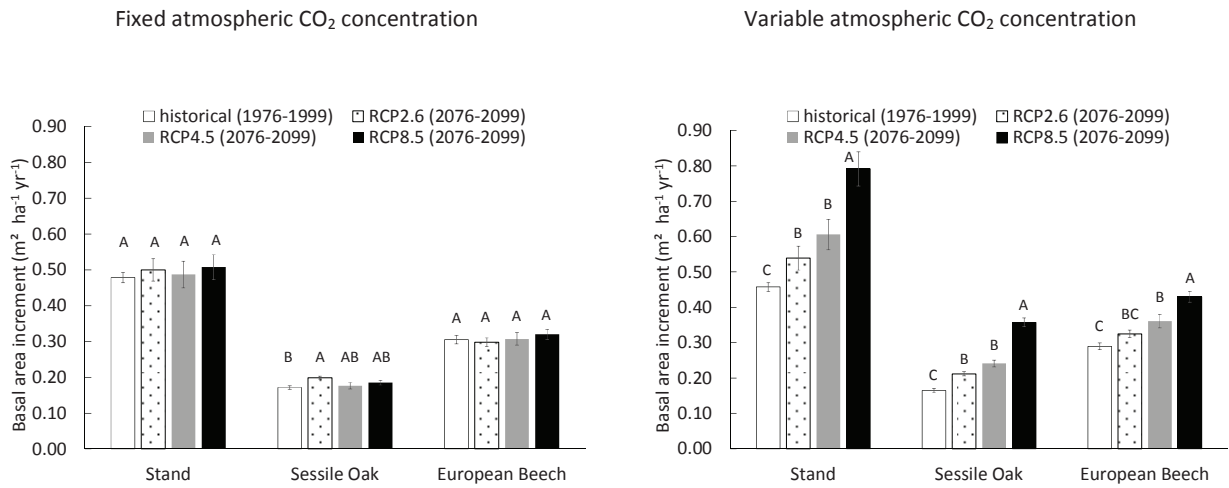 Fixed atmospheric CO₂ concentration
historical (1976-1999) RCP2.6 (2076-2099)
RCP4.5 (2076-2099) RCP8.5 (2076-2099)
Basal area increment (m² ha⁻¹ yr⁻¹)
0.90
0.80
0.70
0.60
0.50
0.40
0.30
0.20
0.10
0.00
A A A A
B A AB AB
A A A A
Stand Sessile Oak European Beech
Variable atmospheric CO₂ concentration
historical (1976-1999) RCP2.6 (2076-2099)
RCP4.5 (2076-2099) RCP8.5 (2076-2099)
Basal area increment (m² ha⁻¹ yr⁻¹)
0.90
0.80
0.70
0.60
0.50
0.40
0.30
0.20
0.10
0.00
C B B A
C B B A
C BC B A
Stand Sessile Oak European Beech